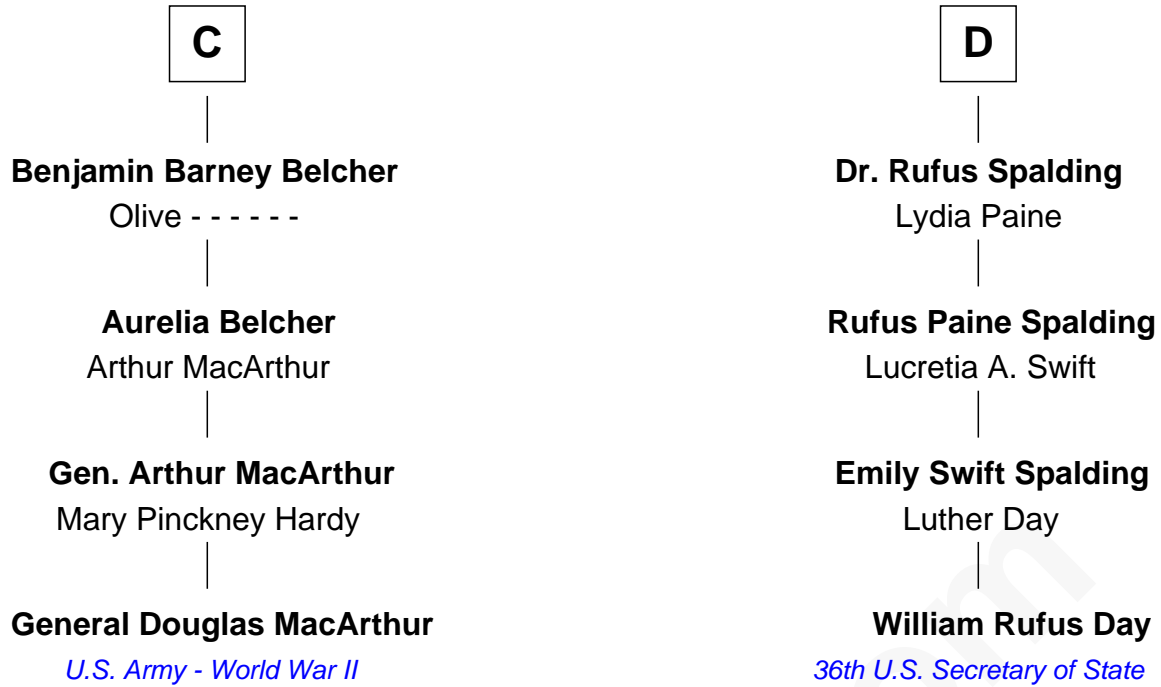 C
Benjamin Barney Belcher
Olive - - - - - -
Aurelia Belcher
Arthur MacArthur
Gen. Arthur MacArthur
Mary Pinckney Hardy
General Douglas MacArthur
U.S. Army - World War II
D
Dr. Rufus Spalding
Lydia Paine
Rufus Paine Spalding
Lucretia A. Swift
Emily Swift Spalding
Luther Day
William Rufus Day
36th U.S. Secretary of State